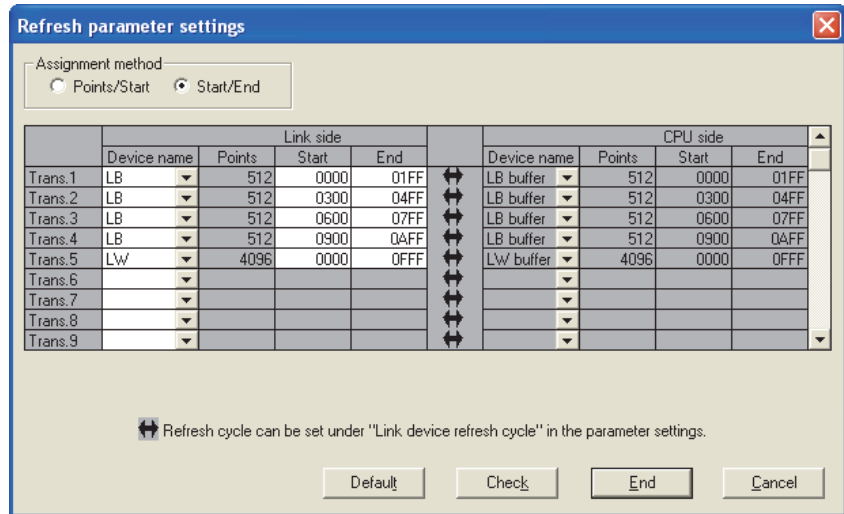 Refresh parameter settings
Assignment method
Points/Start Start/End
Link side CPU side
Device name Points Start End Device name Points Start End
Trans.1 LB 512 0000 01FF LB buffer 512 0000 01FF
Trans.2 LB 512 0300 04FF LB buffer 512 0300 04FF
Trans.3 LB 512 0600 07FF LB buffer 512 0600 07FF
Trans.4 LB 512 0900 0AFF LB buffer 512 0900 0AFF
Trans.5 LW 4096 0000 0FFF LW buffer 4096 0000 0FFF
Trans.6
Trans.7
Trans.8
Trans.9
Refresh cycle can be set under "Link device refresh cycle" in the parameter settings.
Default Check End Cancel